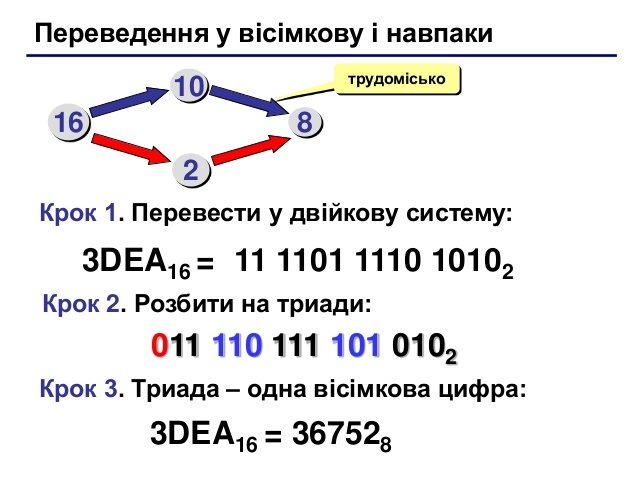 Переведення у вісімкову і навпаки
10
трудомісько
16
8
2
Крок 1. Перевести у двійкову систему:
3DEA₁₆ = 11 1101 1110 1010₂
Крок 2. Розбити на триади:
011 110 111 101 010₂
Крок 3. Триада – одна вісімкова цифра:
3DEA₁₆ = 36752₈